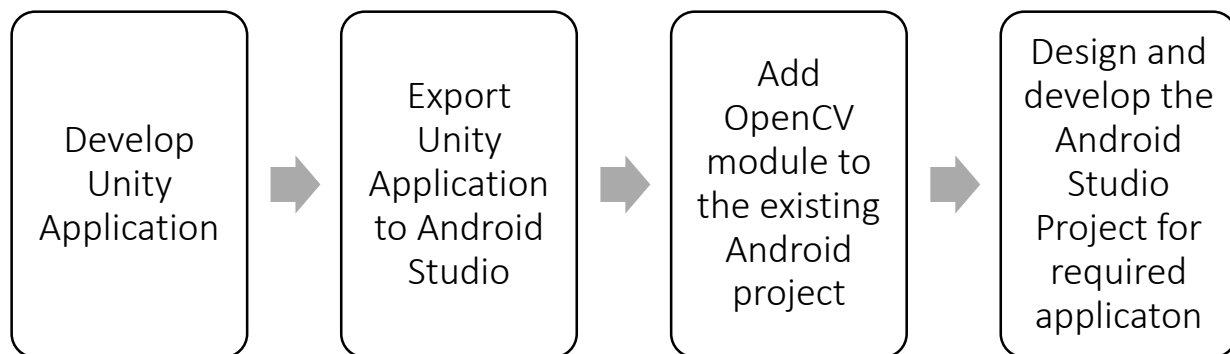 Develop
Unity
Application
Export
Unity
Application
to Android
Studio
Add
OpenCV
module to
the existing
Android
project
Design and
develop the
Android
Studio
Project for
required
applicaton